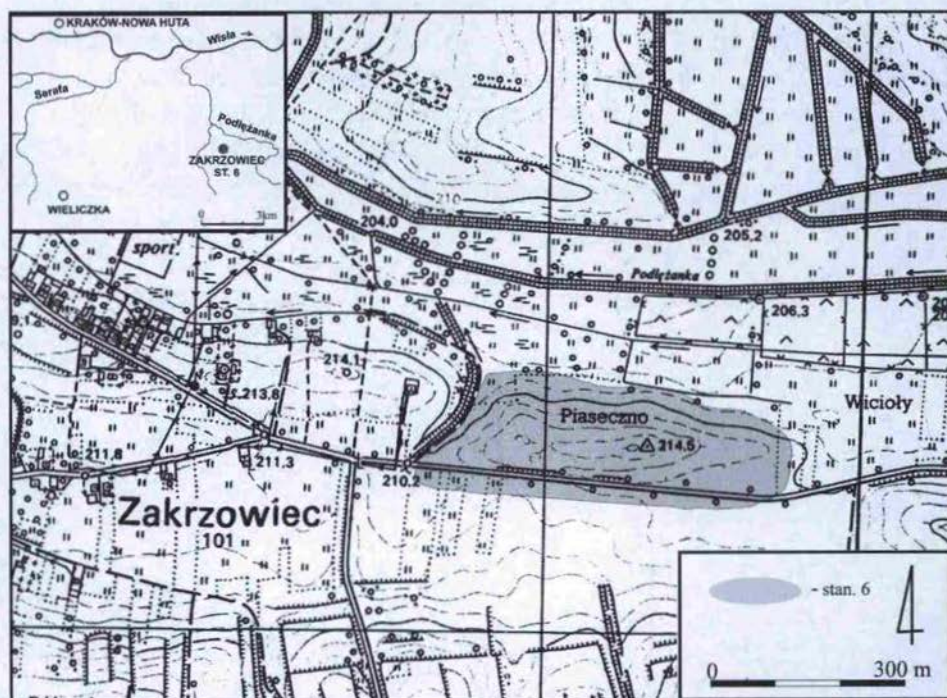 KRAKÓW-NOWA HUTA
Wisła
Serafa
Podłężanka
ZAKRZOWIEC
ST. 6
WIELICZKA
0 3km
210
204,0
205,2
sport
Podłężanka
206,3
214,1
s.213,8
Piaseczno
Wicioły
214,5
211,8
211,3
210,2
Zakrzowiec
101
- stan. 6
0 300 m